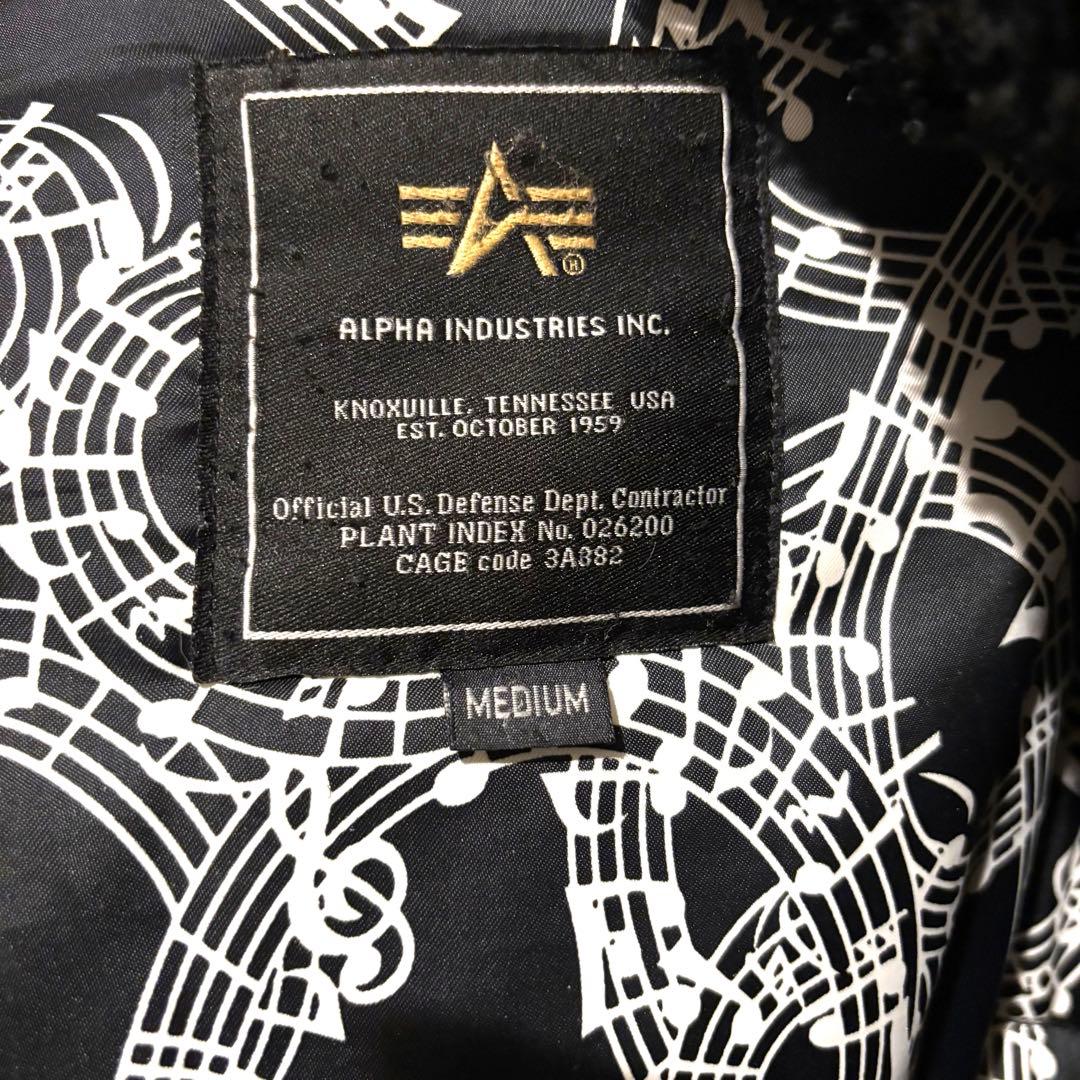 ALPHA INDUSTRIES INC.
KNOXVILLE, TENNESSEE USA
EST. OCTOBER 1959
Official U.S. Defense Dept. Contractor
PLANT INDEX No. 026200
CAGE code 3A382
MEDIUM